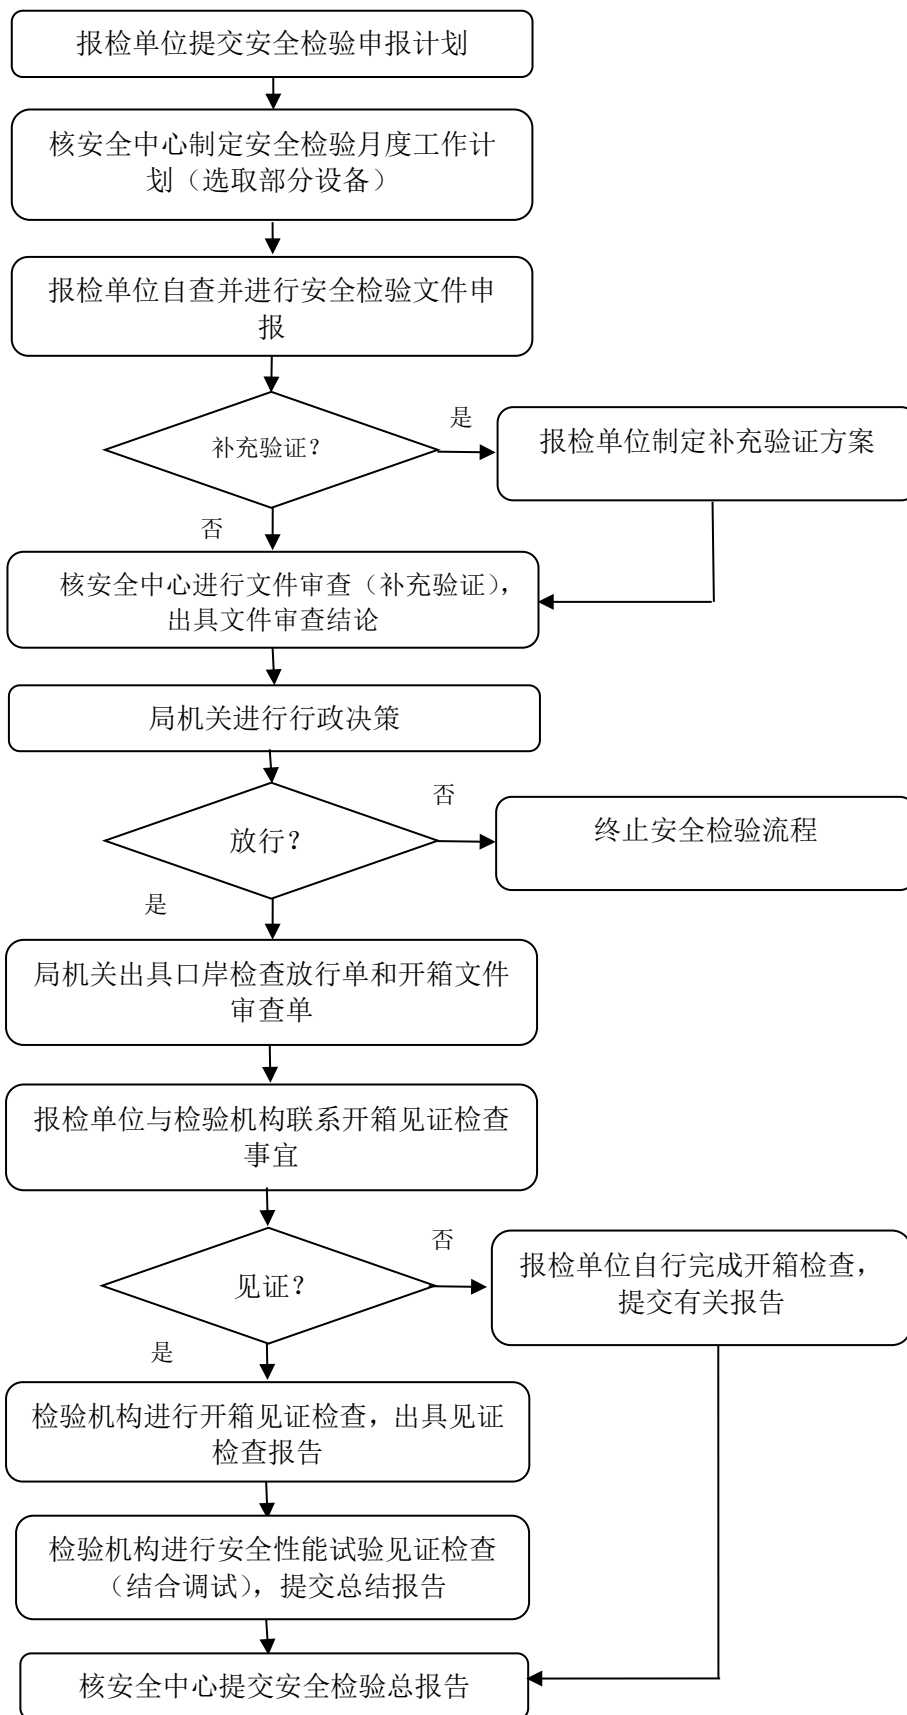 报检单位提交安全检验申报计划
核安全中心制定安全检验月度工作计
划（选取部分设备）
报检单位自查并进行安全检验文件申
报
补充验证？
是
报检单位制定补充验证方案
否
核安全中心进行文件审查（补充验证），
出具文件审查结论
局机关进行行政决策
放行？
否
终止安全检验流程
是
局机关出具口岸检查放行单和开箱文件
审查单
报检单位与检验机构联系开箱见证检查
事宜
见证？
否
报检单位自行完成开箱检查，
提交有关报告
是
检验机构进行开箱见证检查，出具见证
检查报告
检验机构进行安全性能试验见证检查
（结合调试），提交总结报告
核安全中心提交安全检验总报告